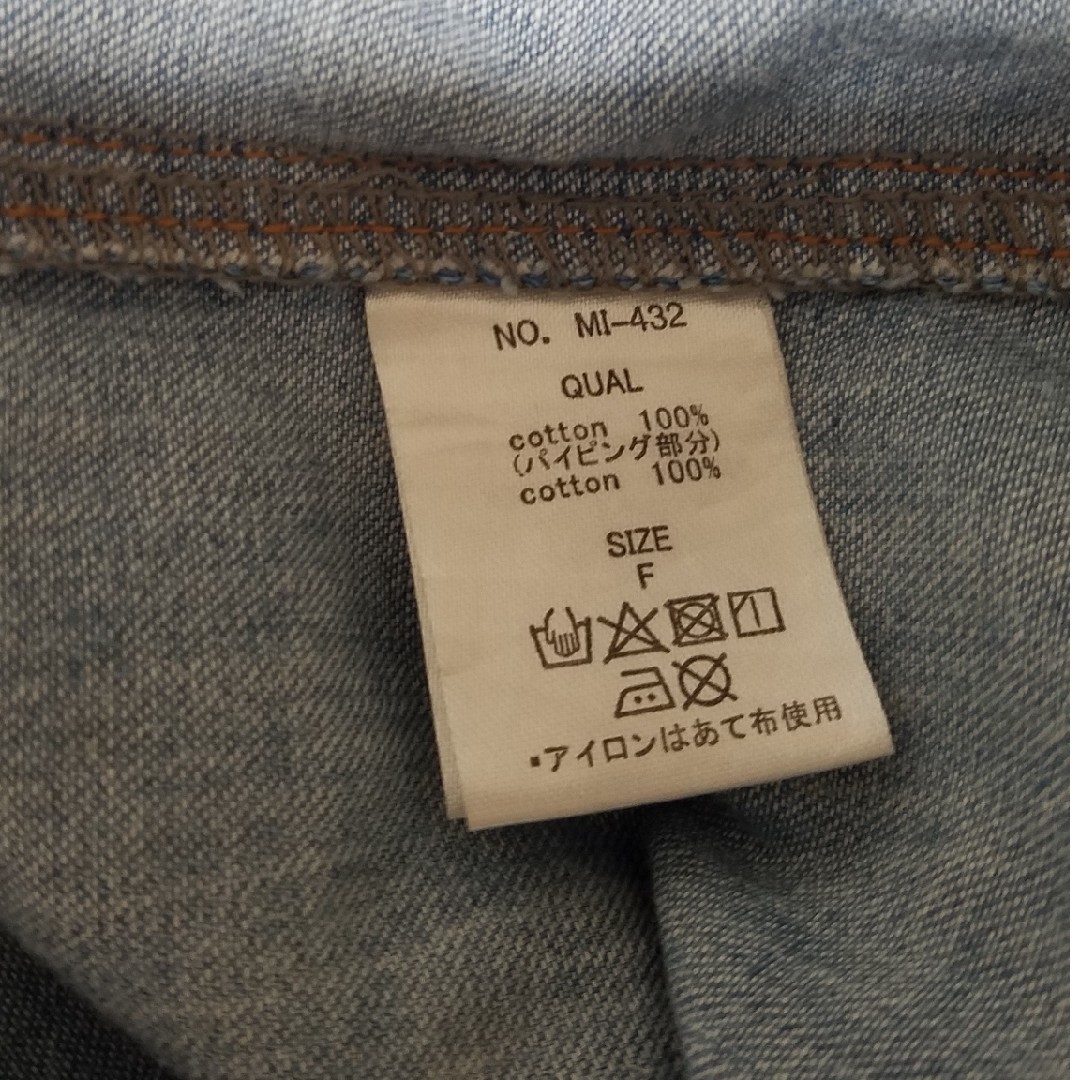 NO. MI-432
QUAL
cotton 100%
(パイピング部分)
cotton 100%
SIZE
F
▪アイロンはあて布使用